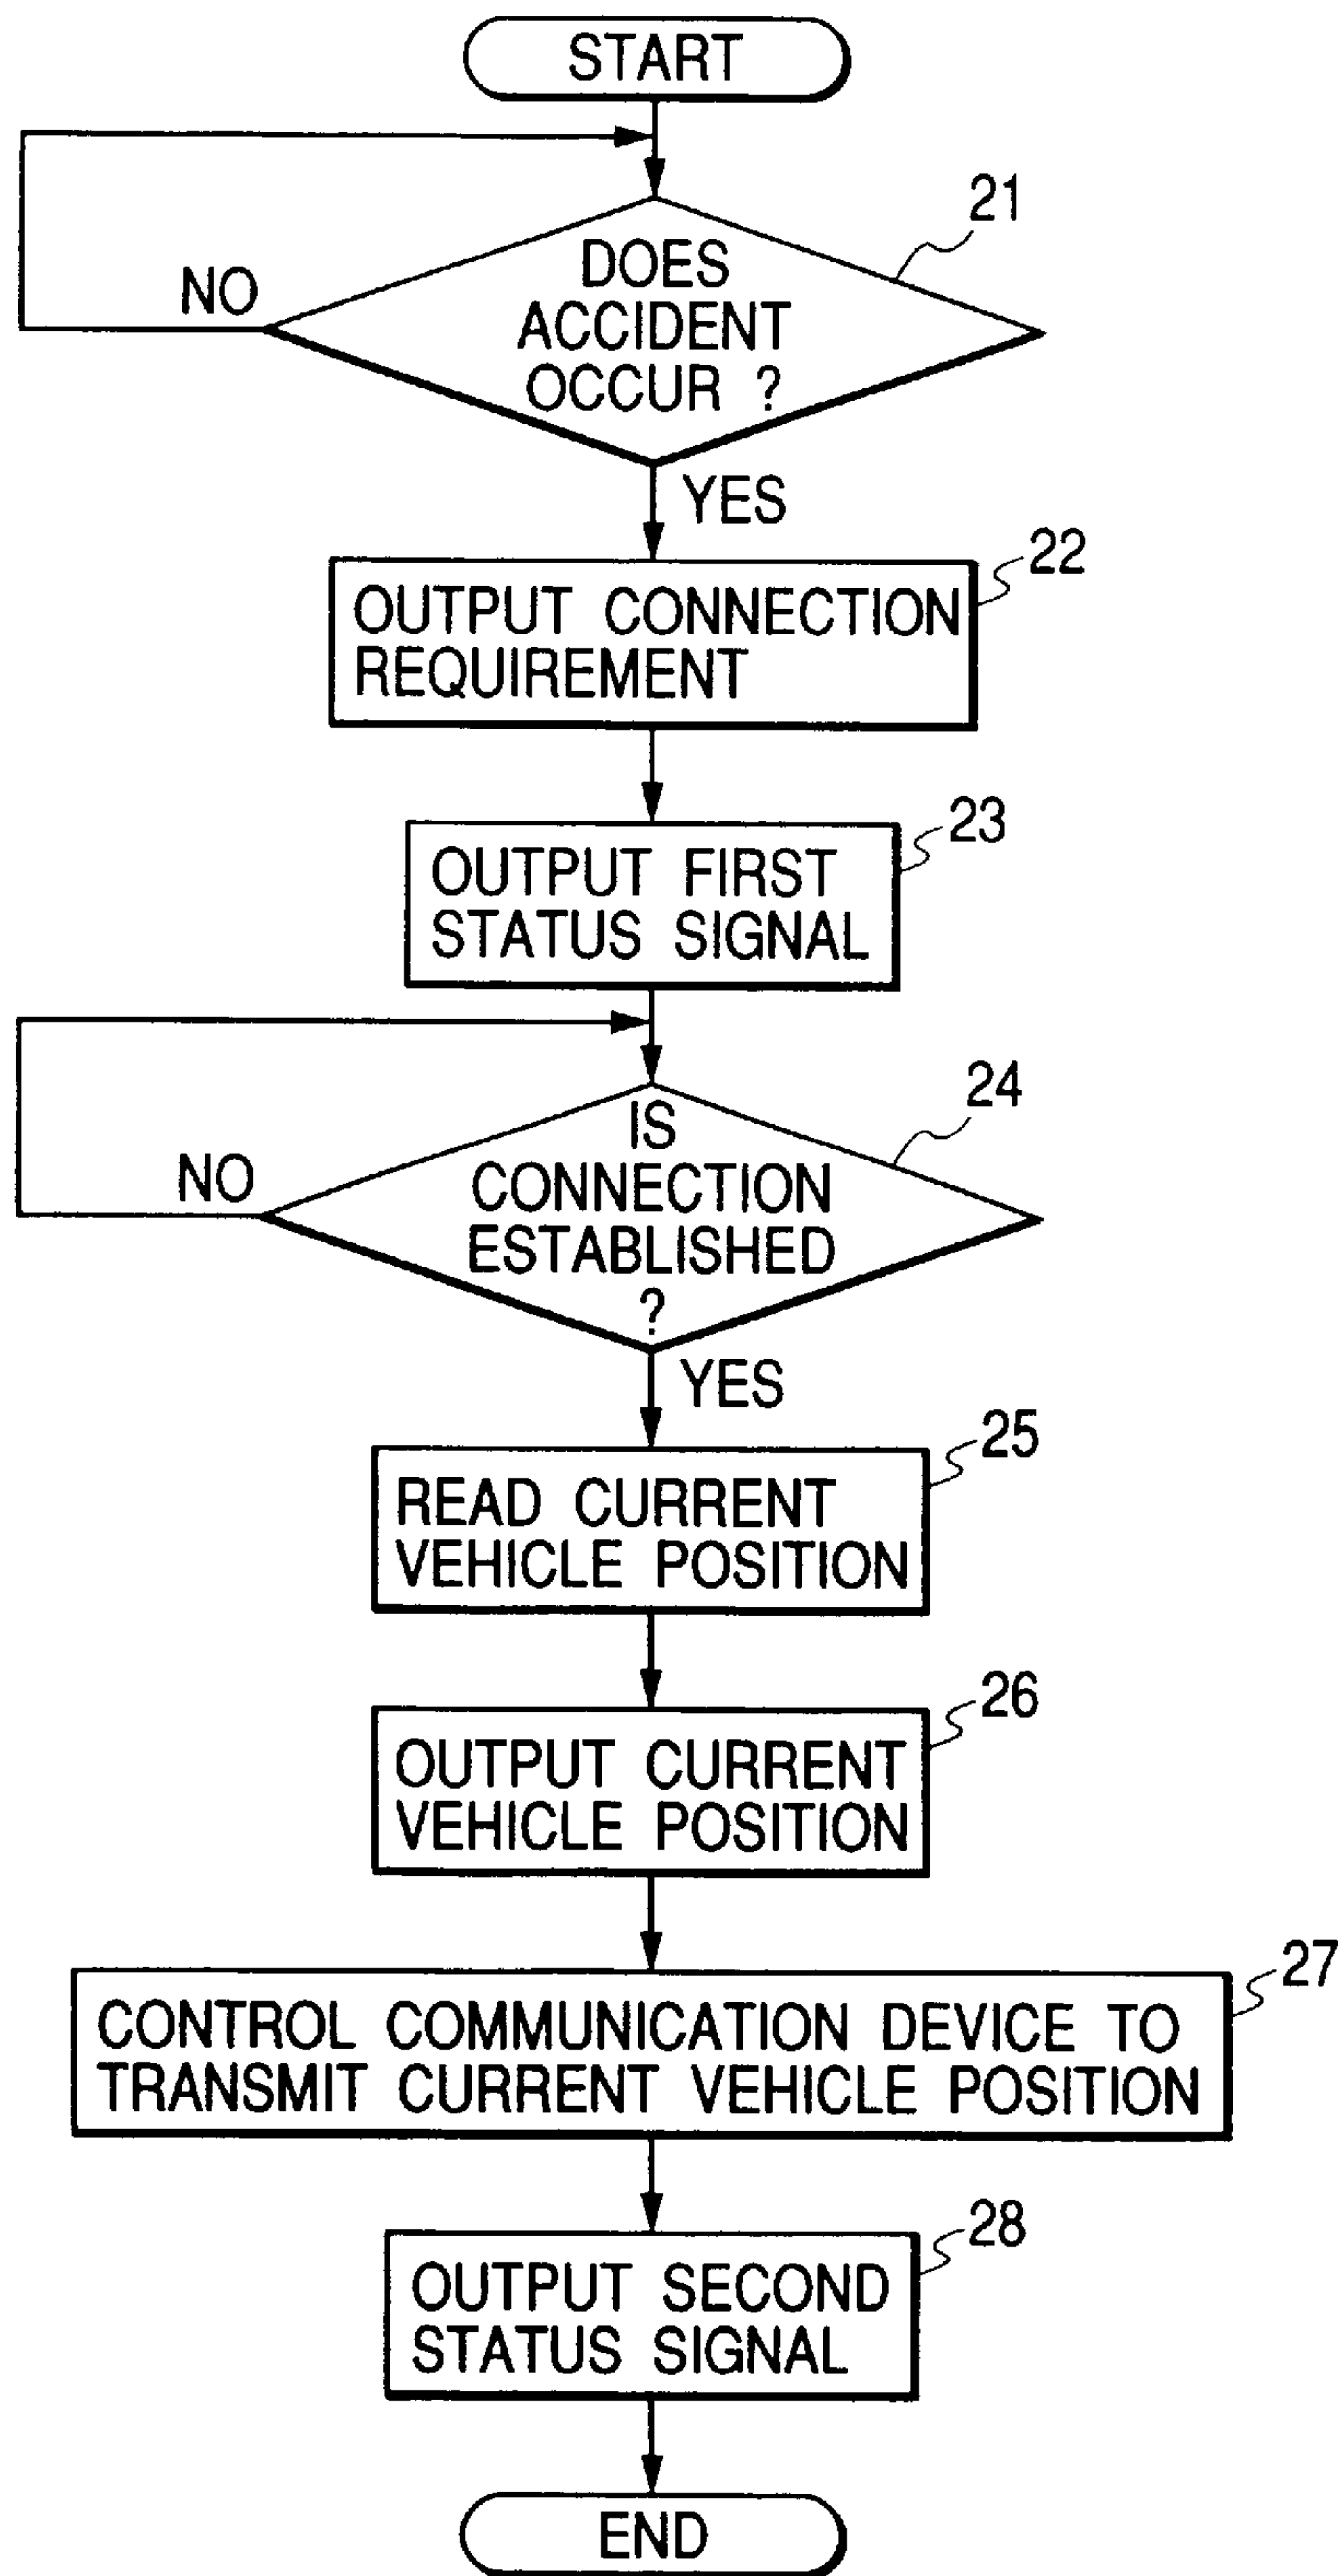 START
21
DOES
ACCIDENT
OCCUR ?
NO
YES
22
OUTPUT CONNECTION
REQUIREMENT
23
OUTPUT FIRST
STATUS SIGNAL
24
IS
CONNECTION
ESTABLISHED
?
NO
YES
25
READ CURRENT
VEHICLE POSITION
26
OUTPUT CURRENT
VEHICLE POSITION
27
CONTROL COMMUNICATION DEVICE TO
TRANSMIT CURRENT VEHICLE POSITION
28
OUTPUT SECOND
STATUS SIGNAL
END